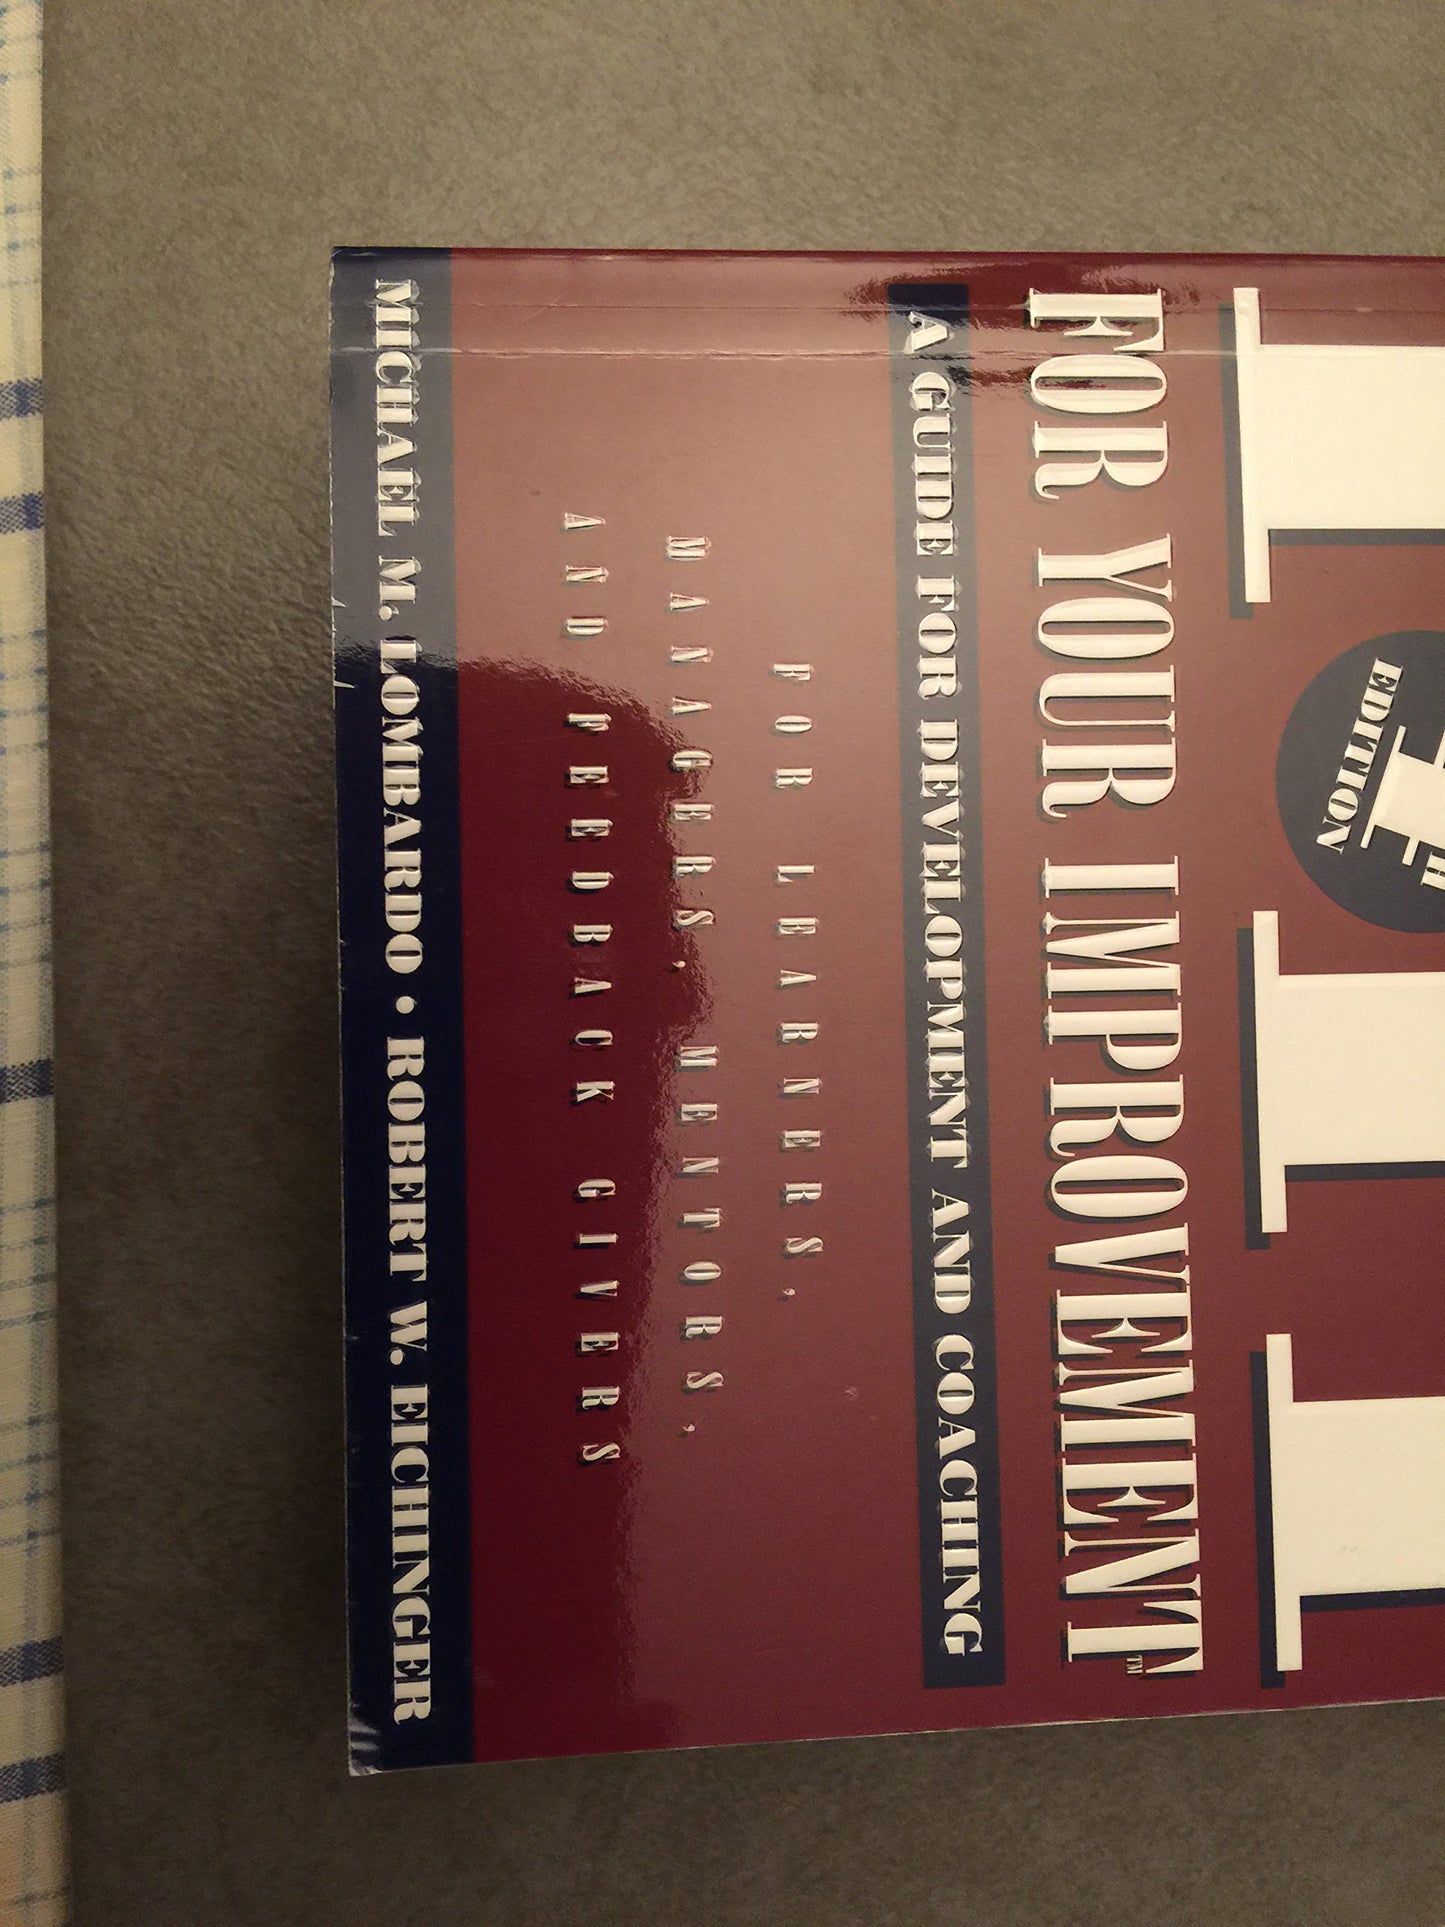 EDITION
FOR YOUR IMPROVEMENT™
A GUIDE FOR DEVELOPMENT AND COACHING
FOR LEARNERS,
MANAGERS, MENTORS,
AND FEEDBACK GIVERS
MICHAEL M. LOMBARDO • ROBERT W. EICHINGER